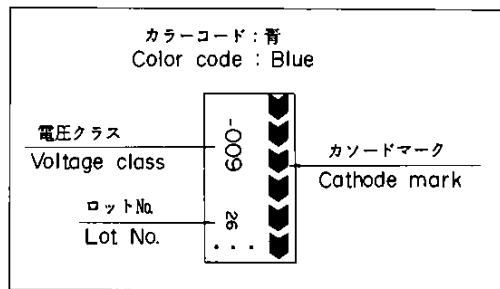 カラーコード : 青
Color code : Blue
電圧クラス
Voltage class
-009
カソードマーク
Cathode mark
ロットNo.
Lot No.
26
...